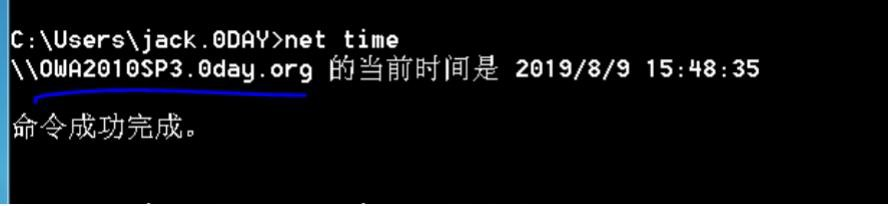 C:\Users\jack.0DAY>net time
\\OWA2010SP3.0day.org 的当前时间是 2019/8/9 15:48:35
命令成功完成。